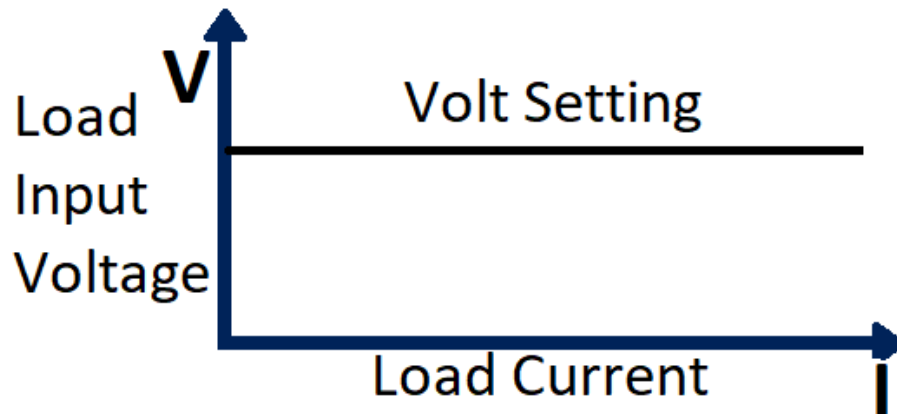 V
Load
Input
Voltage
Volt Setting
Load Current
I